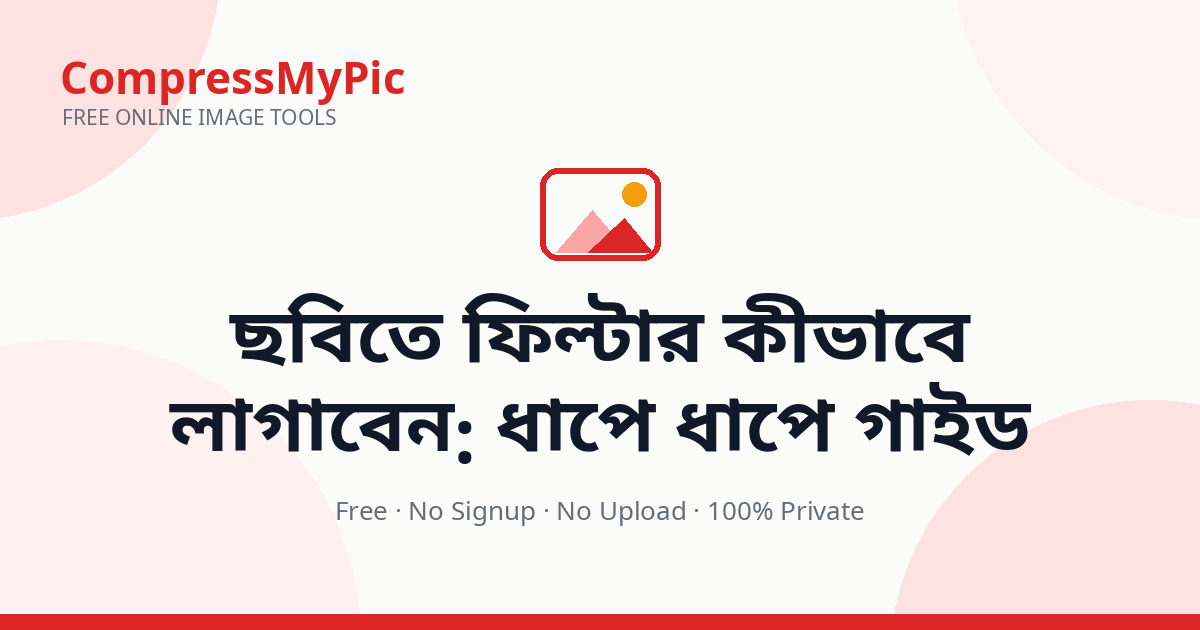 CompressMyPic
FREE ONLINE IMAGE TOOLS
ছবিতে ফিল্টার কীভাবে
লাগাবেন: ধাপে ধাপে গাইড
Free · No Signup · No Upload · 100% Private